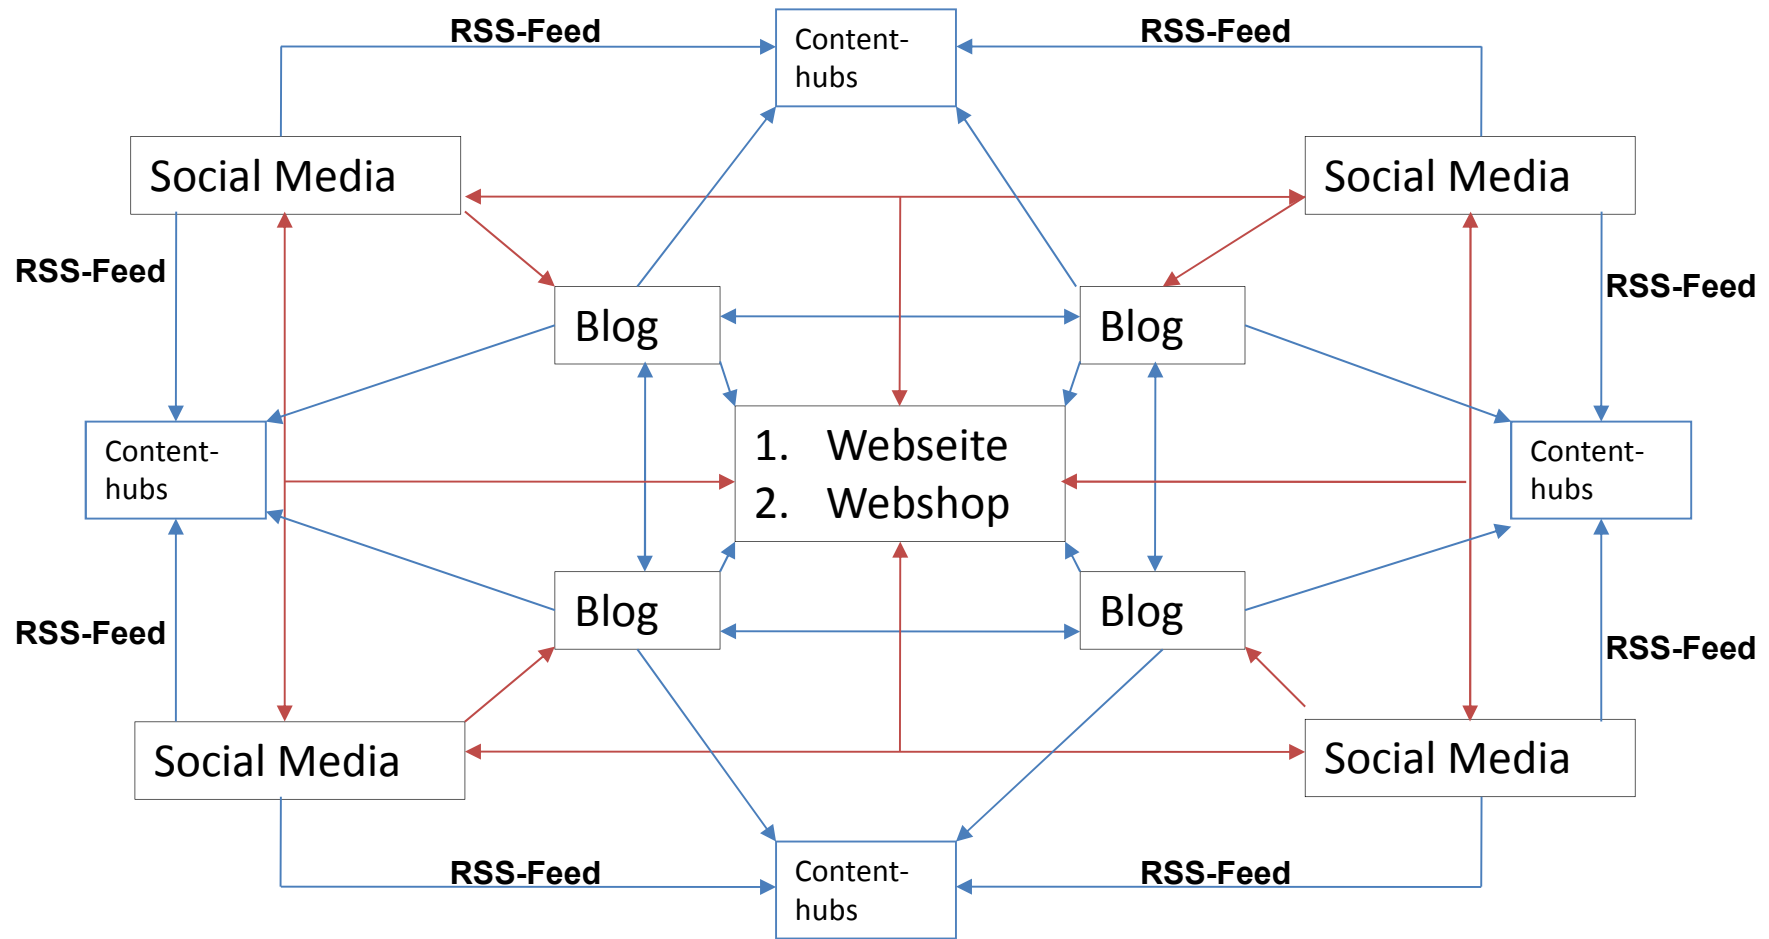 RSS-Feed
Content-
hubs
RSS-Feed
Social Media
Social Media
RSS-Feed
RSS-Feed
Blog
Blog
Content-
hubs
1. Webseite
2. Webshop
Content-
hubs
Blog
Blog
RSS-Feed
RSS-Feed
Social Media
Social Media
RSS-Feed
Content-
hubs
RSS-Feed